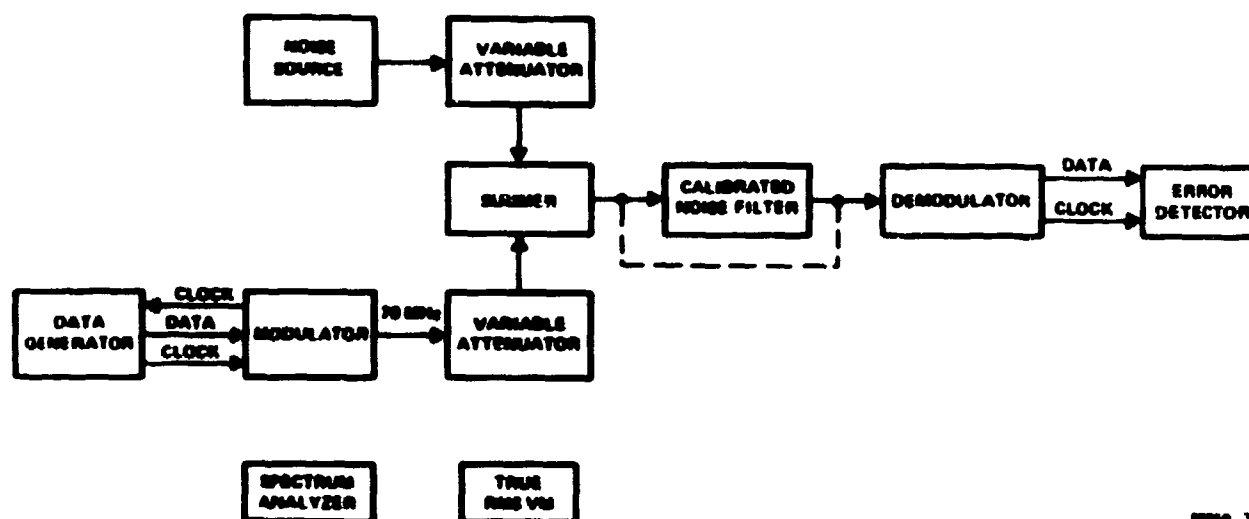 NOISE
SOURCE
VARIABLE
ATTENUATOR
SUMMER
CALIBRATED
NOISE FILTER
DEMODULATOR
DATA
CLOCK
ERROR
DETECTOR
DATA
GENERATOR
CLOCK
DATA
CLOCK
MODULATOR
70 MHz
VARIABLE
ATTENUATOR
SPECTRUM
ANALYZER
TRUE
RMS VM